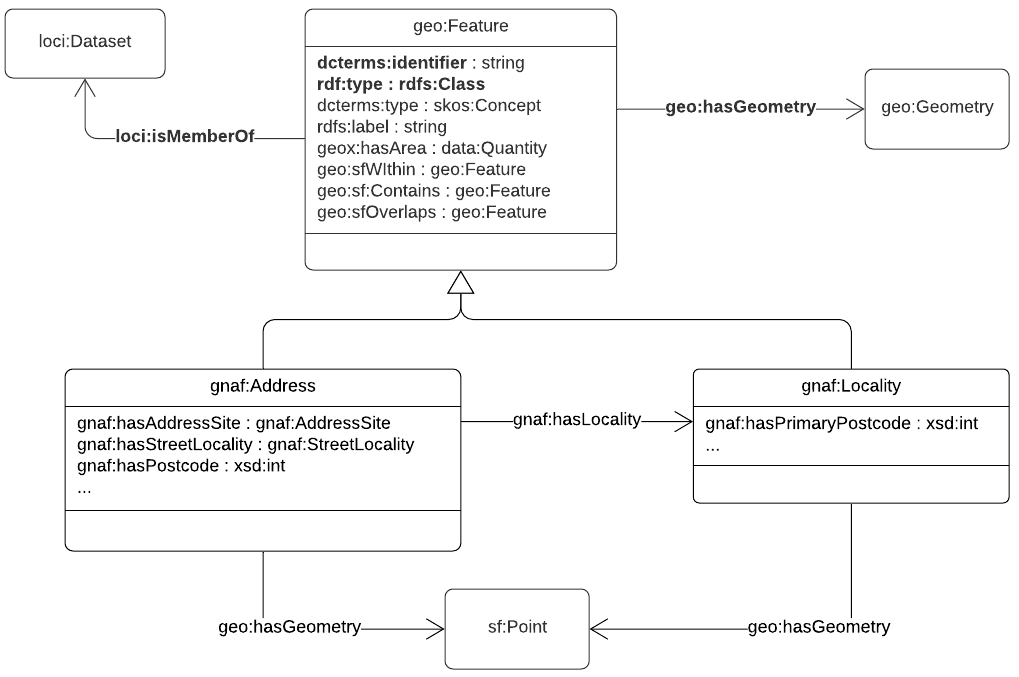 loci:Dataset
geo:Feature
dcterms:identifier : string
rdf:type : rdfs:Class
dcterms:type : skos:Concept
rdfs:label : string
geox:hasArea : data:Quantity
geo:sfWIthin : geo:Feature
geo:sf:Contains : geo:Feature
geo:sfOverlaps : geo:Feature
loci:isMemberOf
geo:hasGeometry
geo:Geometry
gnaf:Address
gnaf:hasAddressSite : gnaf:AddressSite
gnaf:hasStreetLocality : gnaf:StreetLocality
gnaf:hasPostcode : xsd:int
...
gnaf:hasLocality
gnaf:Locality
gnaf:hasPrimaryPostcode : xsd:int
...
geo:hasGeometry
sf:Point
geo:hasGeometry